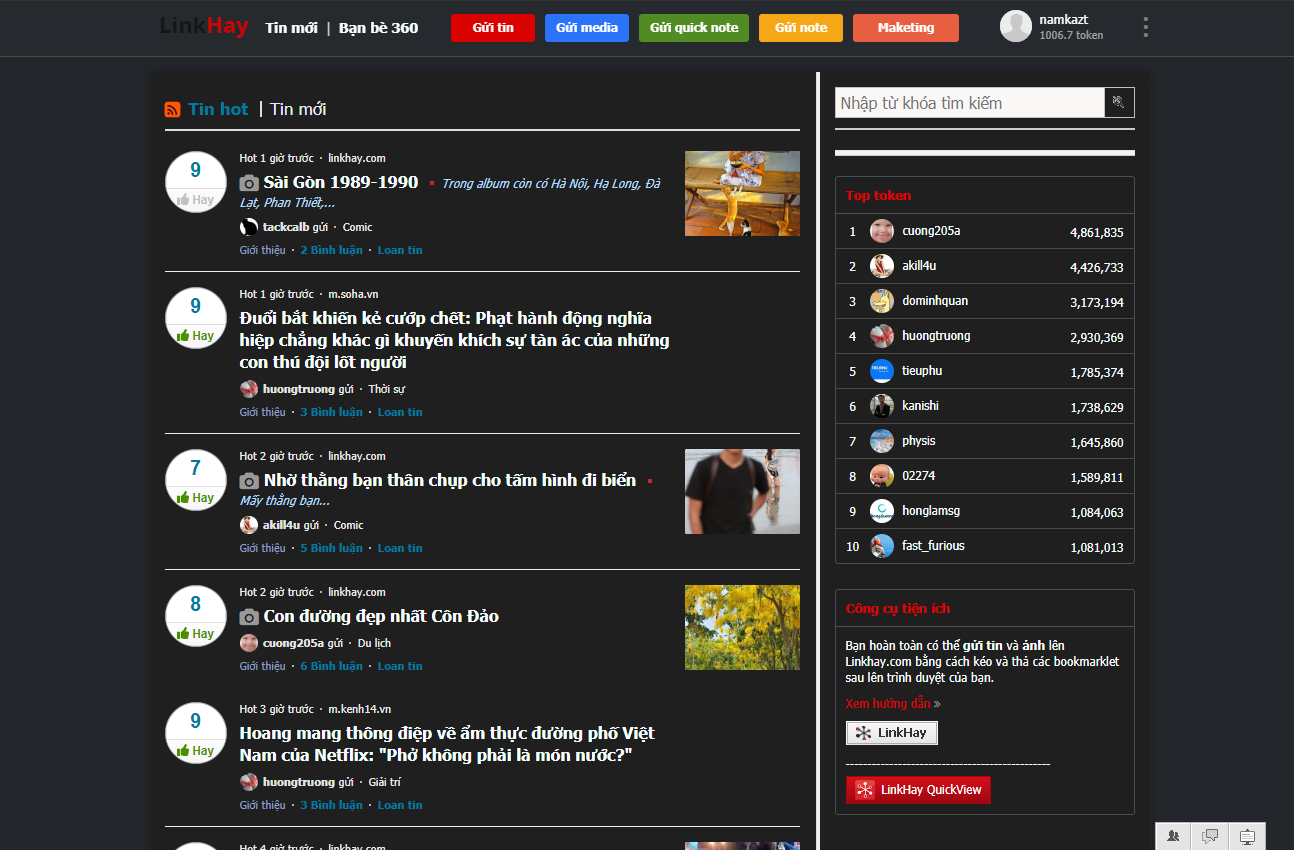 LinkHay Tin mới | Bạn bè 360 Gửi tin Gửi media Gửi quick note Gửi note Maketing namkazt
1006.7 token
Tin hot | Tin mới
9
Hay
Hot 1 giờ trước · linkhay.com
Sài Gòn 1989-1990 Trong album còn có Hà Nội, Hạ Long, Đà
Lạt, Phan Thiết,...
tackcalb gửi · Comic
Giới thiệu · 2 Bình luận · Loan tin
9
Hay
Hot 1 giờ trước · m.soha.vn
Đuổi bắt khiến kẻ cướp chết: Phạt hành động nghĩa
hiệp chẳng khác gì khuyến khích sự tàn ác của những
con thú đội lốt người
huongtruong gửi · Thời sự
Giới thiệu · 3 Bình luận · Loan tin
7
Hay
Hot 2 giờ trước · linkhay.com
Nhờ thằng bạn thân chụp cho tấm hình đi biển
Mấy thằng bạn...
akill4u gửi · Comic
Giới thiệu · 5 Bình luận · Loan tin
8
Hay
Hot 2 giờ trước · linkhay.com
Con đường đẹp nhất Côn Đảo
cuong205a gửi · Du lịch
Giới thiệu · 6 Bình luận · Loan tin
9
Hay
Hot 3 giờ trước · m.kenh14.vn
Hoang mang thông điệp về ẩm thực đường phố Việt
Nam của Netflix: "Phở không phải là món nước?"
huongtruong gửi · Giải trí
Giới thiệu · 3 Bình luận · Loan tin
Hot 4 giờ trước · linkhay.com
Nhập từ khóa tìm kiếm
Top token
1 cuong205a 4,861,835
2 akill4u 4,426,733
3 dominhquan 3,173,194
4 huongtruong 2,930,369
5 tieuphu 1,785,374
6 kanishi 1,738,629
7 physis 1,645,860
8 02274 1,589,811
9 honglamsg 1,084,063
10 fast_furious 1,081,013
Công cụ tiện ích
Bạn hoàn toàn có thể gửi tin và ảnh lên
Linkhay.com bằng cách kéo và thả các bookmarklet
sau lên trình duyệt của bạn.
Xem hướng dẫn »
LinkHay
-----------------------------------------------
LinkHay QuickView